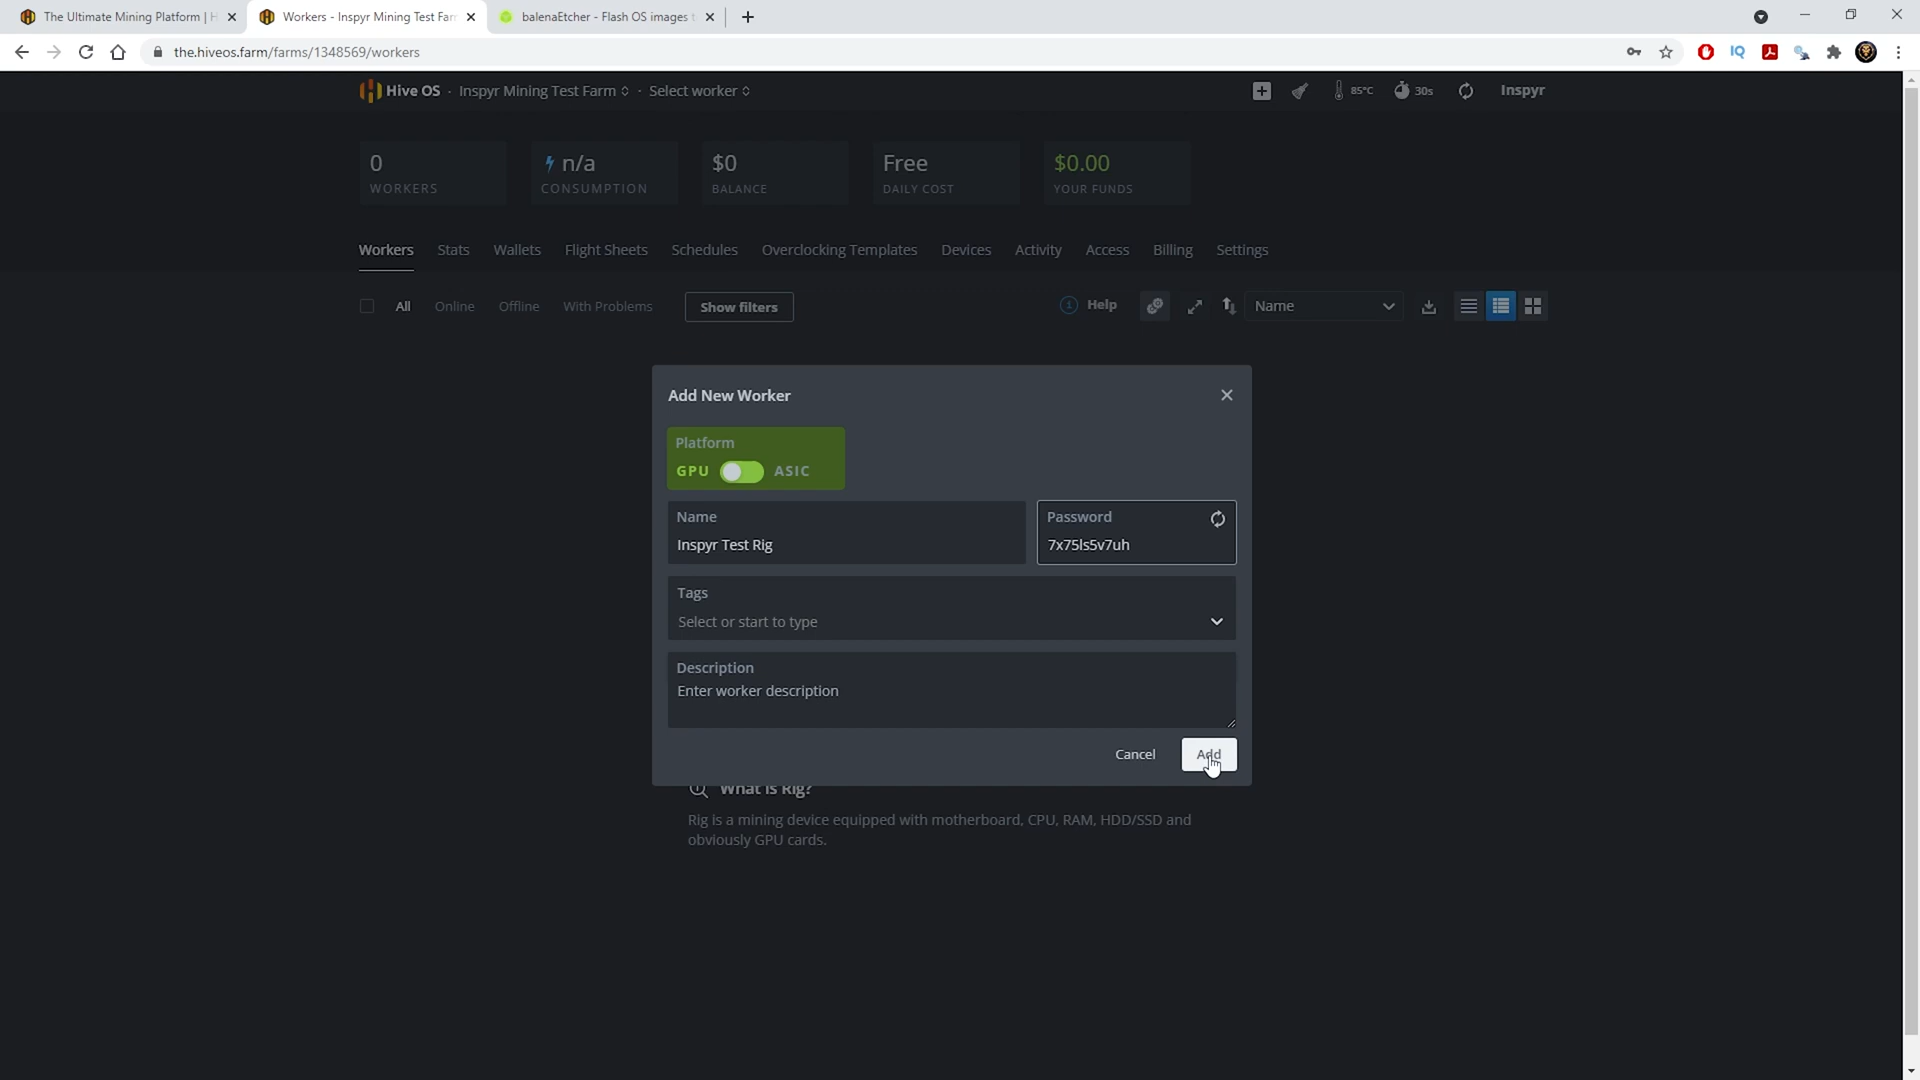 The Ultimate Mining Platform | H
Workers - Inspyr Mining Test Farm
balenaEtcher - Flash OS images t
the.hiveos.farm/farms/1348569/workers
Hive OS · Inspyr Mining Test Farm · Select worker
85°C 30s Inspyr
0 n/a $0 Free $0.00
WORKERS CONSUMPTION BALANCE DAILY COST YOUR FUNDS
Workers Stats Wallets Flight Sheets Schedules Overclocking Templates Devices Activity Access Billing Settings
All Online Offline With Problems Show filters Help Name
Add New Worker
Platform
GPU ASIC
Name
Inspyr Test Rig
Password
7x75ls5v7uh
Tags
Select or start to type
Description
Enter worker description
Cancel Add
What is Rig?
Rig is a mining device equipped with motherboard, CPU, RAM, HDD/SSD and
obviously GPU cards.